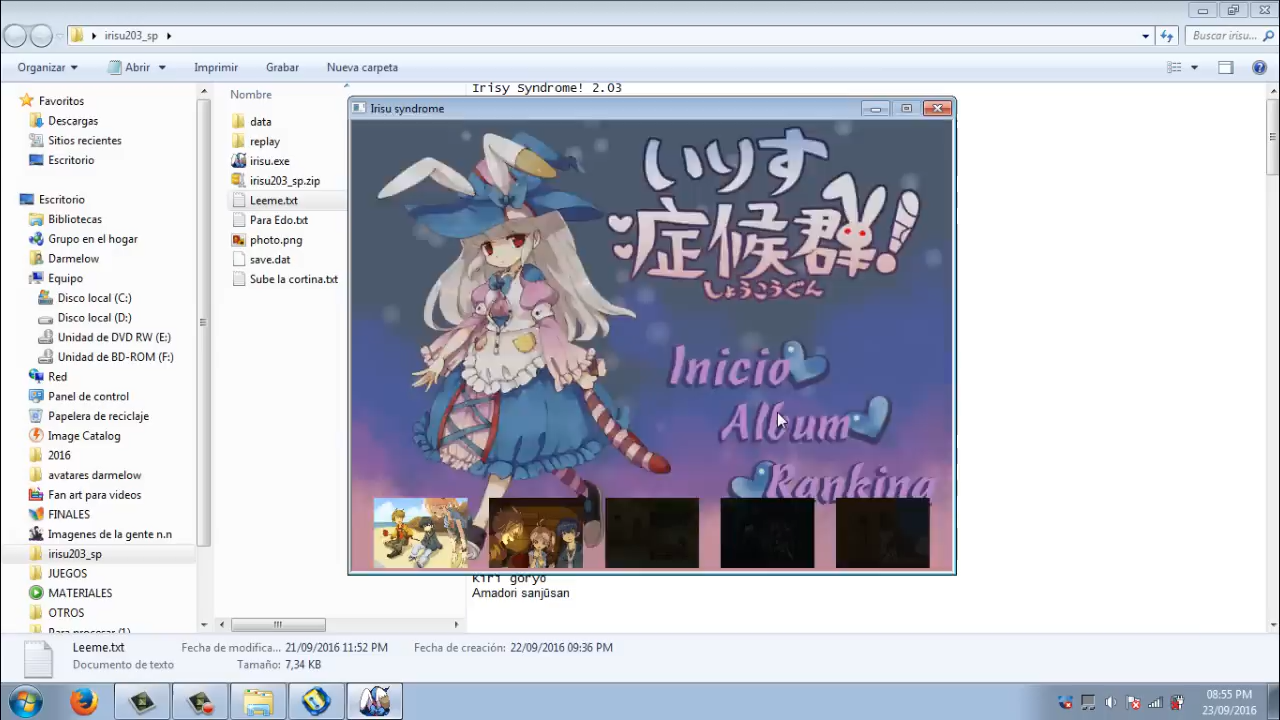 irisu203_sp
Buscar irisu...
Organizar
Abrir
Imprimir
Grabar
Nueva carpeta
Favoritos
Descargas
Sitios recientes
Escritorio
Escritorio
Bibliotecas
Grupo en el hogar
Darmelow
Equipo
Disco local (C:)
Disco local (D:)
Unidad de DVD RW (E:)
Unidad de BD-ROM (F:)
Red
Panel de control
Papelera de reciclaje
Image Catalog
2016
avatares darmelow
Fan art para videos
FINALES
Imagenes de la gente n.n
irisu203_sp
JUEGOS
MATERIALES
OTROS
Para procesar (1)
Nombre
data
replay
irisu.exe
irisu203_sp.zip
Leeme.txt
Para Edo.txt
photo.png
save.dat
Sube la cortina.txt
Irisy Syndrome! 2.03
Irisu syndrome
いりす
症候群!
しょうこうぐん
Inicio
Album
Ranking
Kiri goryo
Amadori sanjūsan
Leeme.txt
Documento de texto
Fecha de modifica... 21/09/2016 11:52 PM
Tamaño: 7,34 KB
Fecha de creación: 22/09/2016 09:36 PM
08:55 PM
23/09/2016